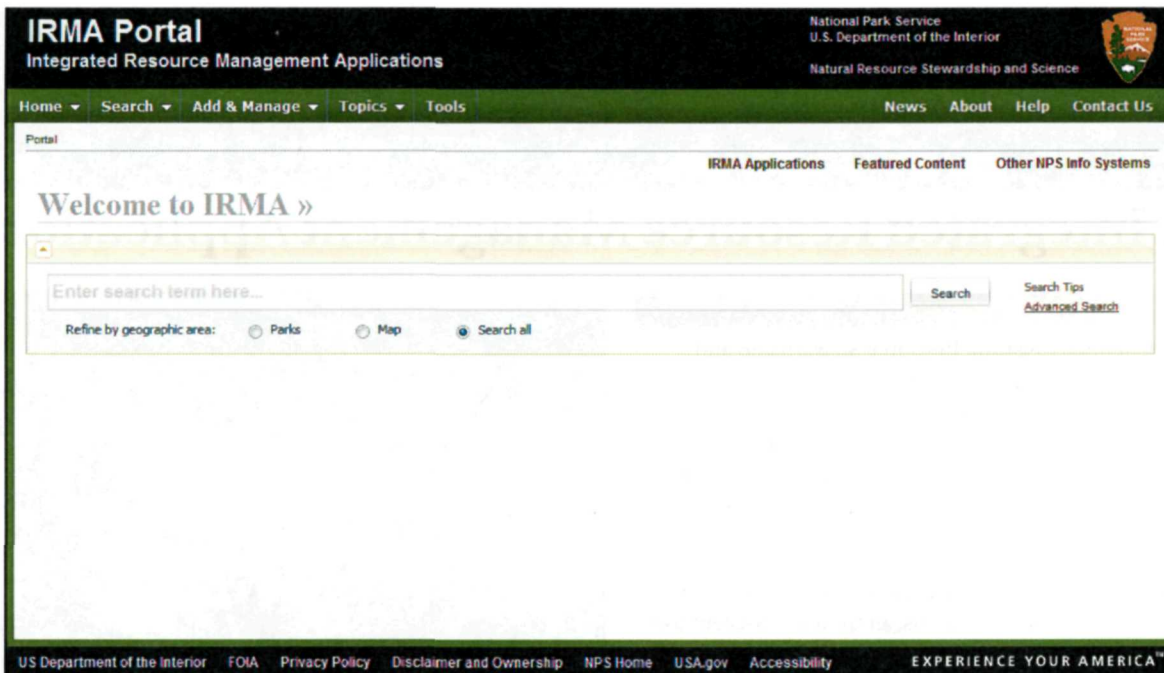 IRMA Portal
Integrated Resource Management Applications
National Park Service
U.S. Department of the Interior
Natural Resource Stewardship and Science
Home Search Add & Manage Topics Tools News About Help Contact Us
Portal
IRMA Applications Featured Content Other NPS Info Systems
Welcome to IRMA »
Enter search term here... Search Search Tips
Advanced Search
Refine by geographic area: Parks Map Search all
US Department of the Interior FOIA Privacy Policy Disclaimer and Ownership NPS Home USA.gov Accessibility EXPERIENCE YOUR AMERICA™